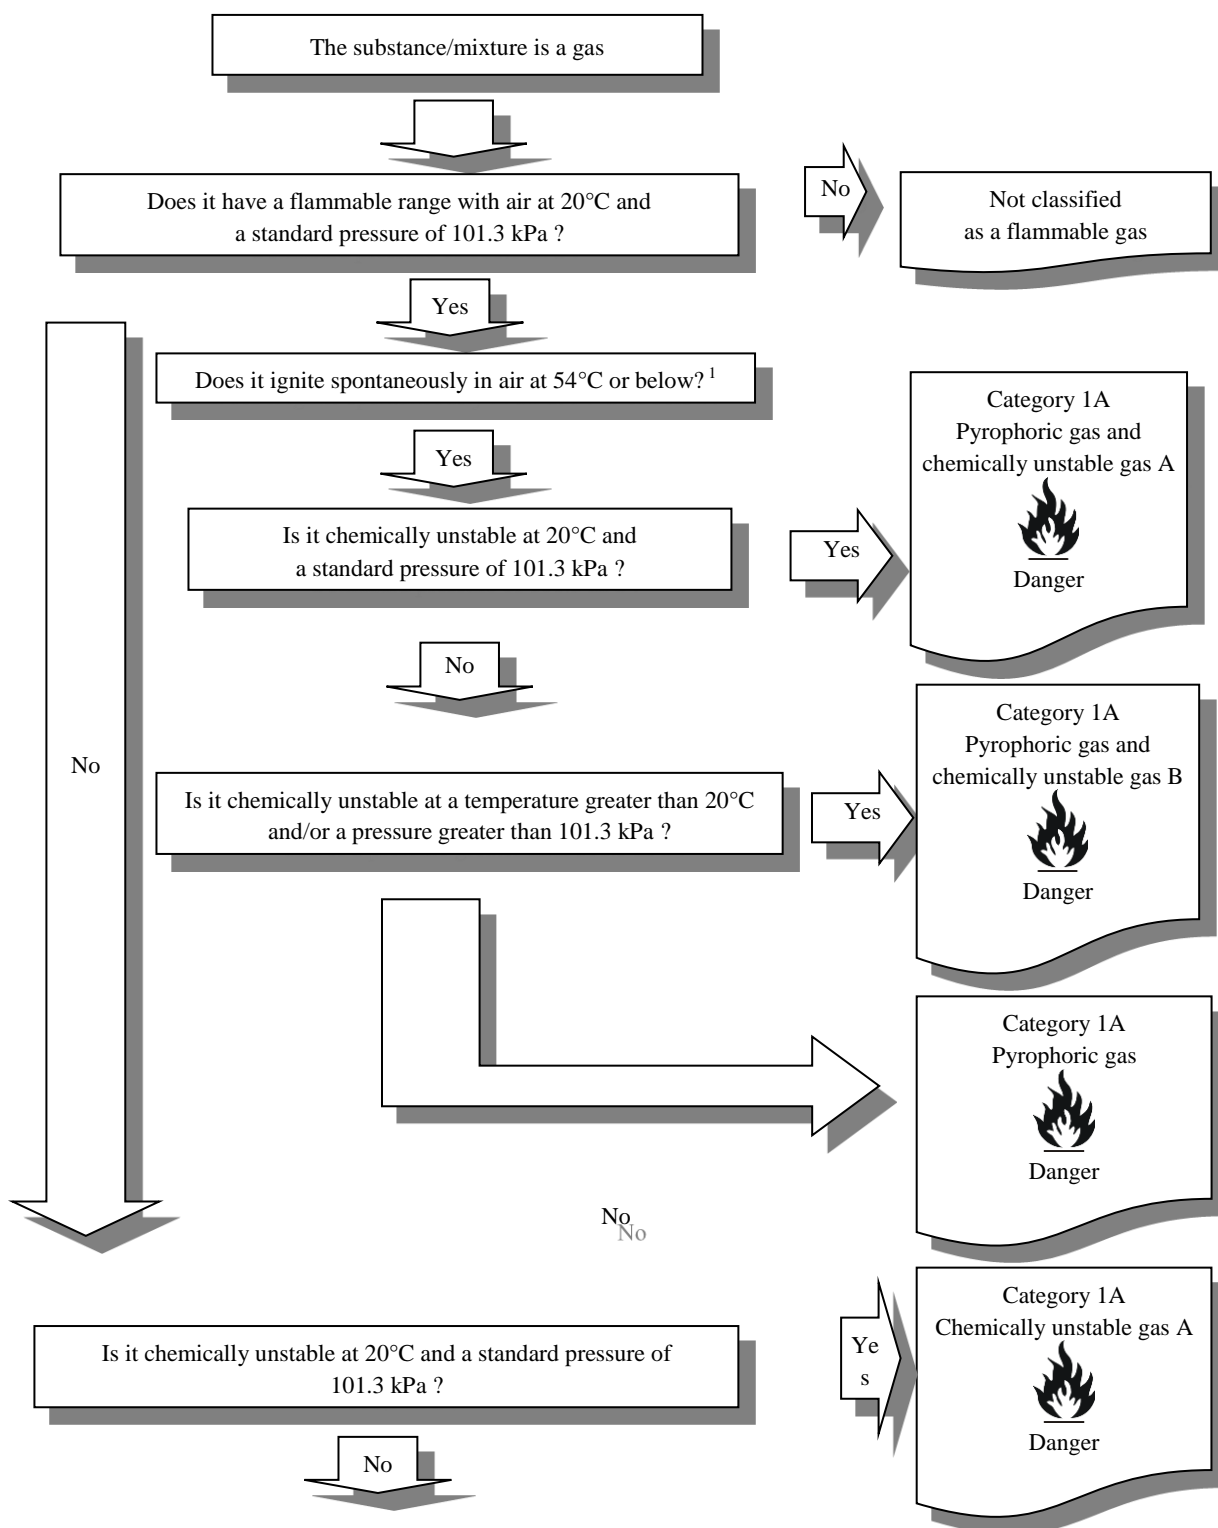 The substance/mixture is a gas
Does it have a flammable range with air at 20°C and
a standard pressure of 101.3 kPa ?
No
Not classified
as a flammable gas
Yes
Does it ignite spontaneously in air at 54°C or below? 1
Yes
Category 1A
Pyrophoric gas and
chemically unstable gas A
Danger
Is it chemically unstable at 20°C and
a standard pressure of 101.3 kPa ?
Yes
No
Category 1A
Pyrophoric gas and
chemically unstable gas B
Danger
No
Is it chemically unstable at a temperature greater than 20°C
and/or a pressure greater than 101.3 kPa ?
Yes
Category 1A
Pyrophoric gas
Danger
No
No
Category 1A
Chemically unstable gas A
Danger
Is it chemically unstable at 20°C and a standard pressure of
101.3 kPa ?
Ye
s
No